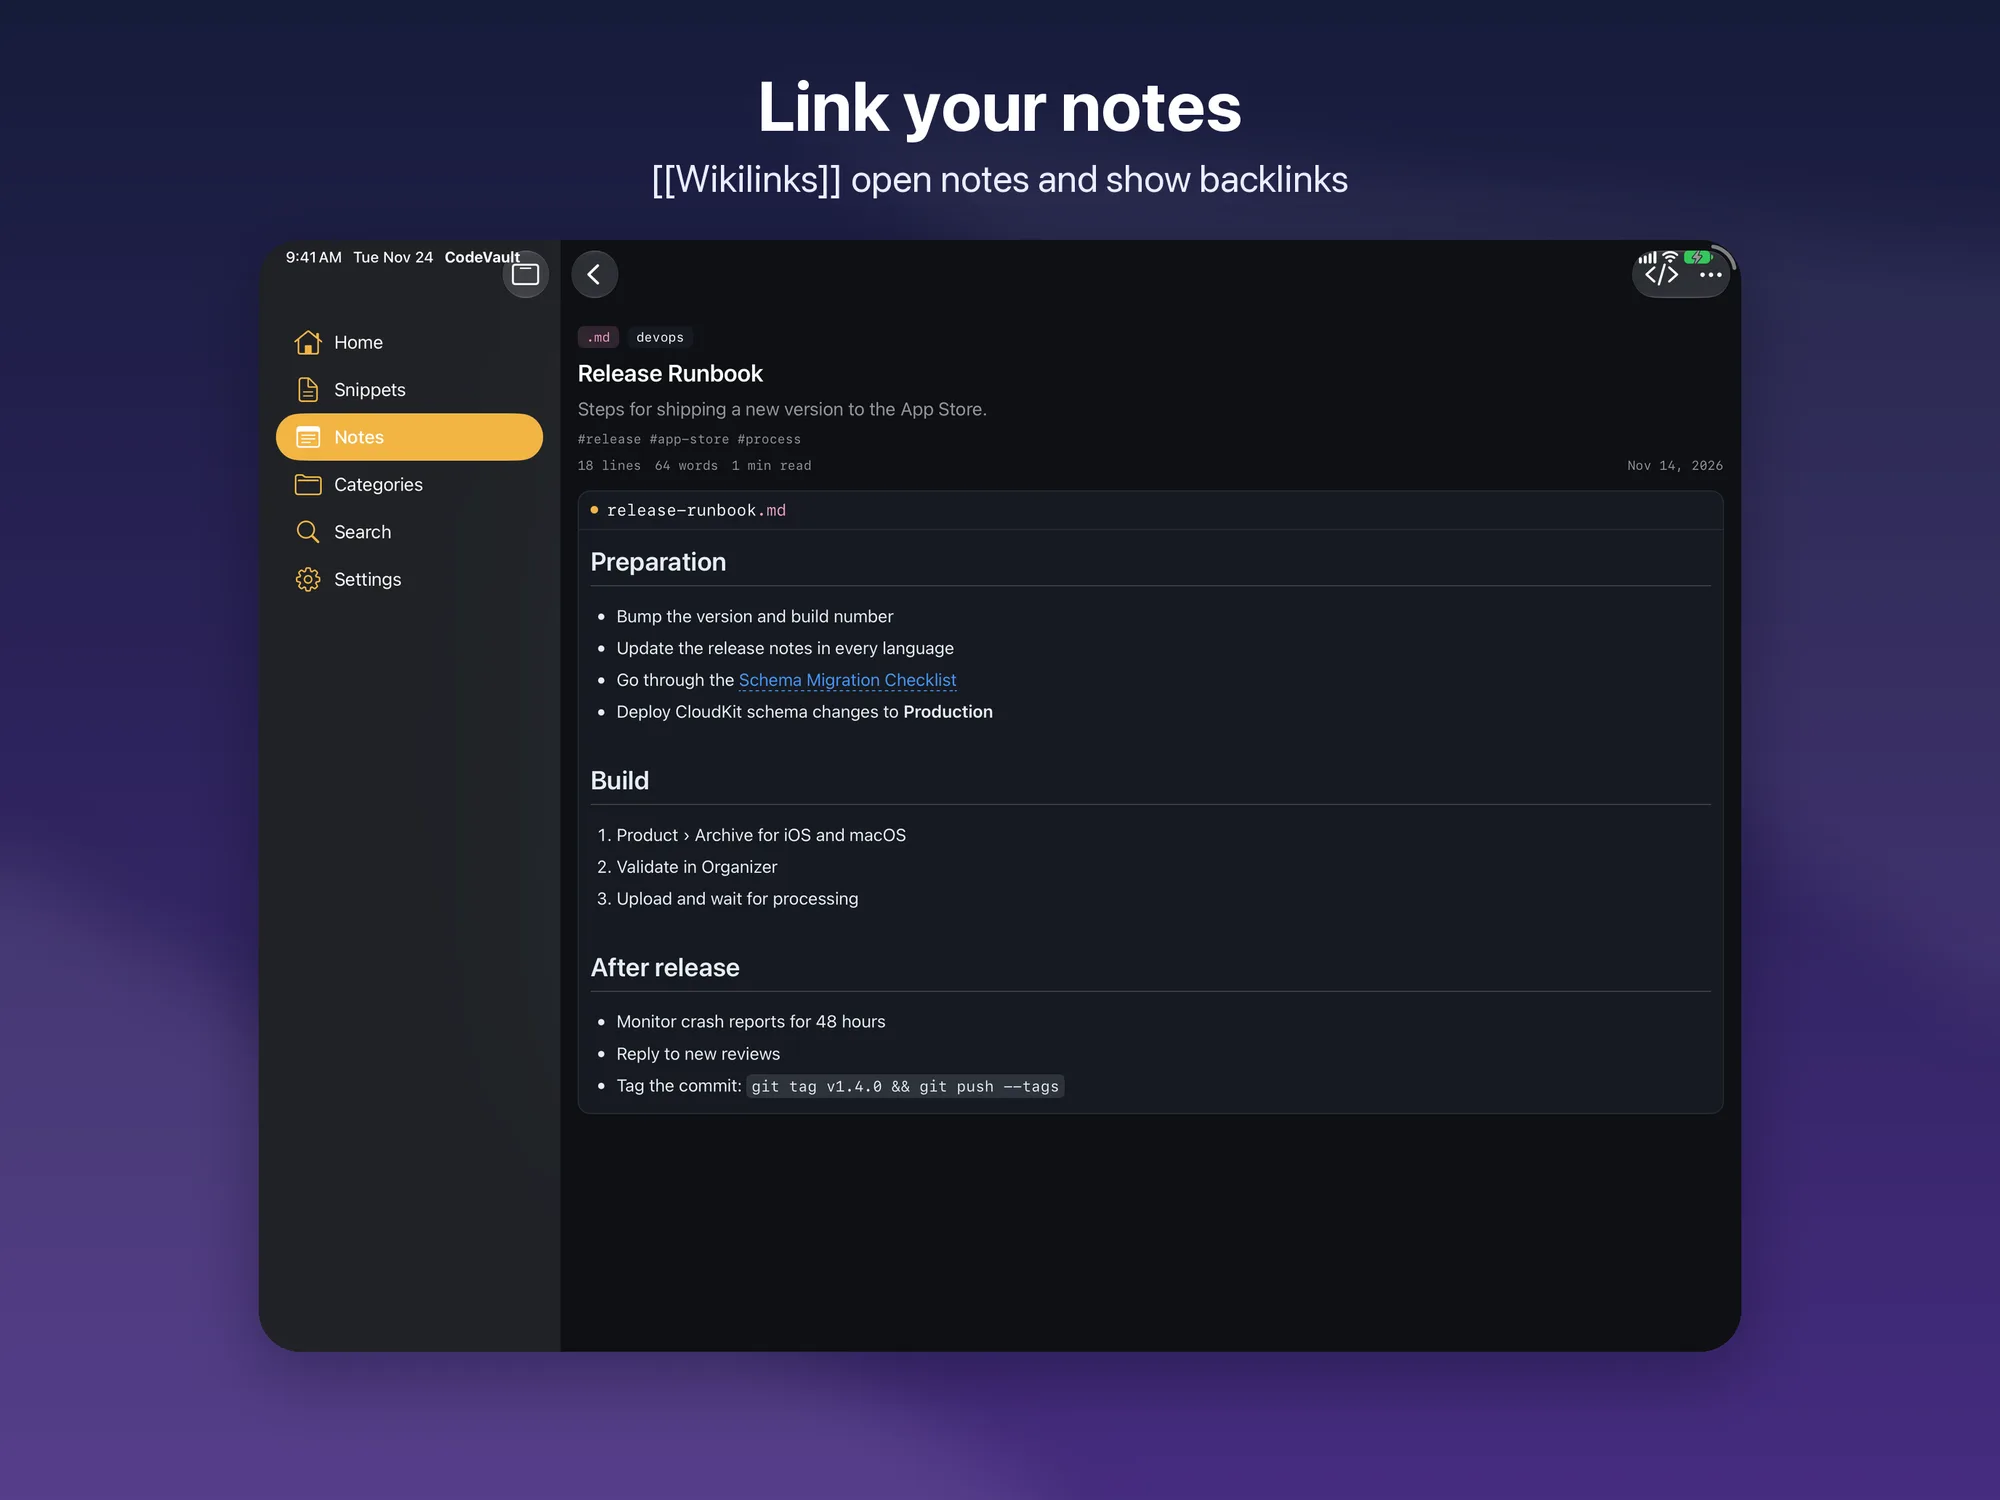 Link your notes
[[Wikilinks]] open notes and show backlinks
9:41 AM Tue Nov 24 CodeVault
Home
Snippets
Notes
Categories
Search
Settings
.md devops
Release Runbook
Steps for shipping a new version to the App Store.
#release #app-store #process
18 lines 64 words 1 min read Nov 14, 2026
release-runbook.md
Preparation
• Bump the version and build number
• Update the release notes in every language
• Go through the Schema Migration Checklist
• Deploy CloudKit schema changes to Production
Build
1. Product › Archive for iOS and macOS
2. Validate in Organizer
3. Upload and wait for processing
After release
• Monitor crash reports for 48 hours
• Reply to new reviews
• Tag the commit: git tag v1.4.0 && git push --tags